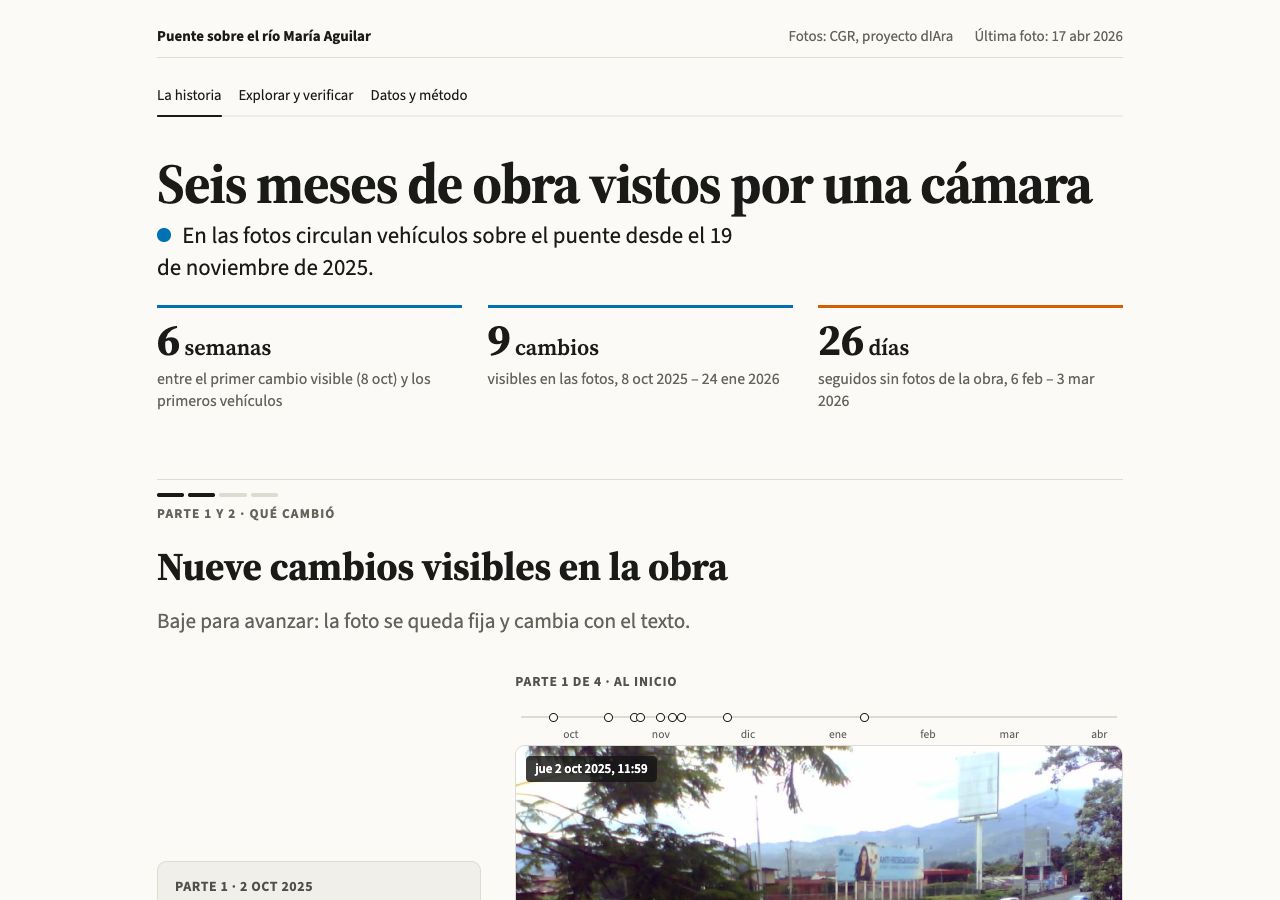 Puente sobre el río María Aguilar
Fotos: CGR, proyecto dIAra
Última foto: 17 abr 2026
La historia
Explorar y verificar
Datos y método
Seis meses de obra vistos por una cámara
En las fotos circulan vehículos sobre el puente desde el 19
de noviembre de 2025.
6 semanas
entre el primer cambio visible (8 oct) y los
primeros vehículos
9 cambios
visibles en las fotos, 8 oct 2025 – 24 ene 2026
26 días
seguidos sin fotos de la obra, 6 feb – 3 mar
2026
PARTE 1 Y 2 · QUÉ CAMBIÓ
Nueve cambios visibles en la obra
Baje para avanzar: la foto se queda fija y cambia con el texto.
PARTE 1 DE 4 · AL INICIO
oct nov dic ene feb mar abr
jue 2 oct 2025, 11:59
PARTE 1 · 2 OCT 2025